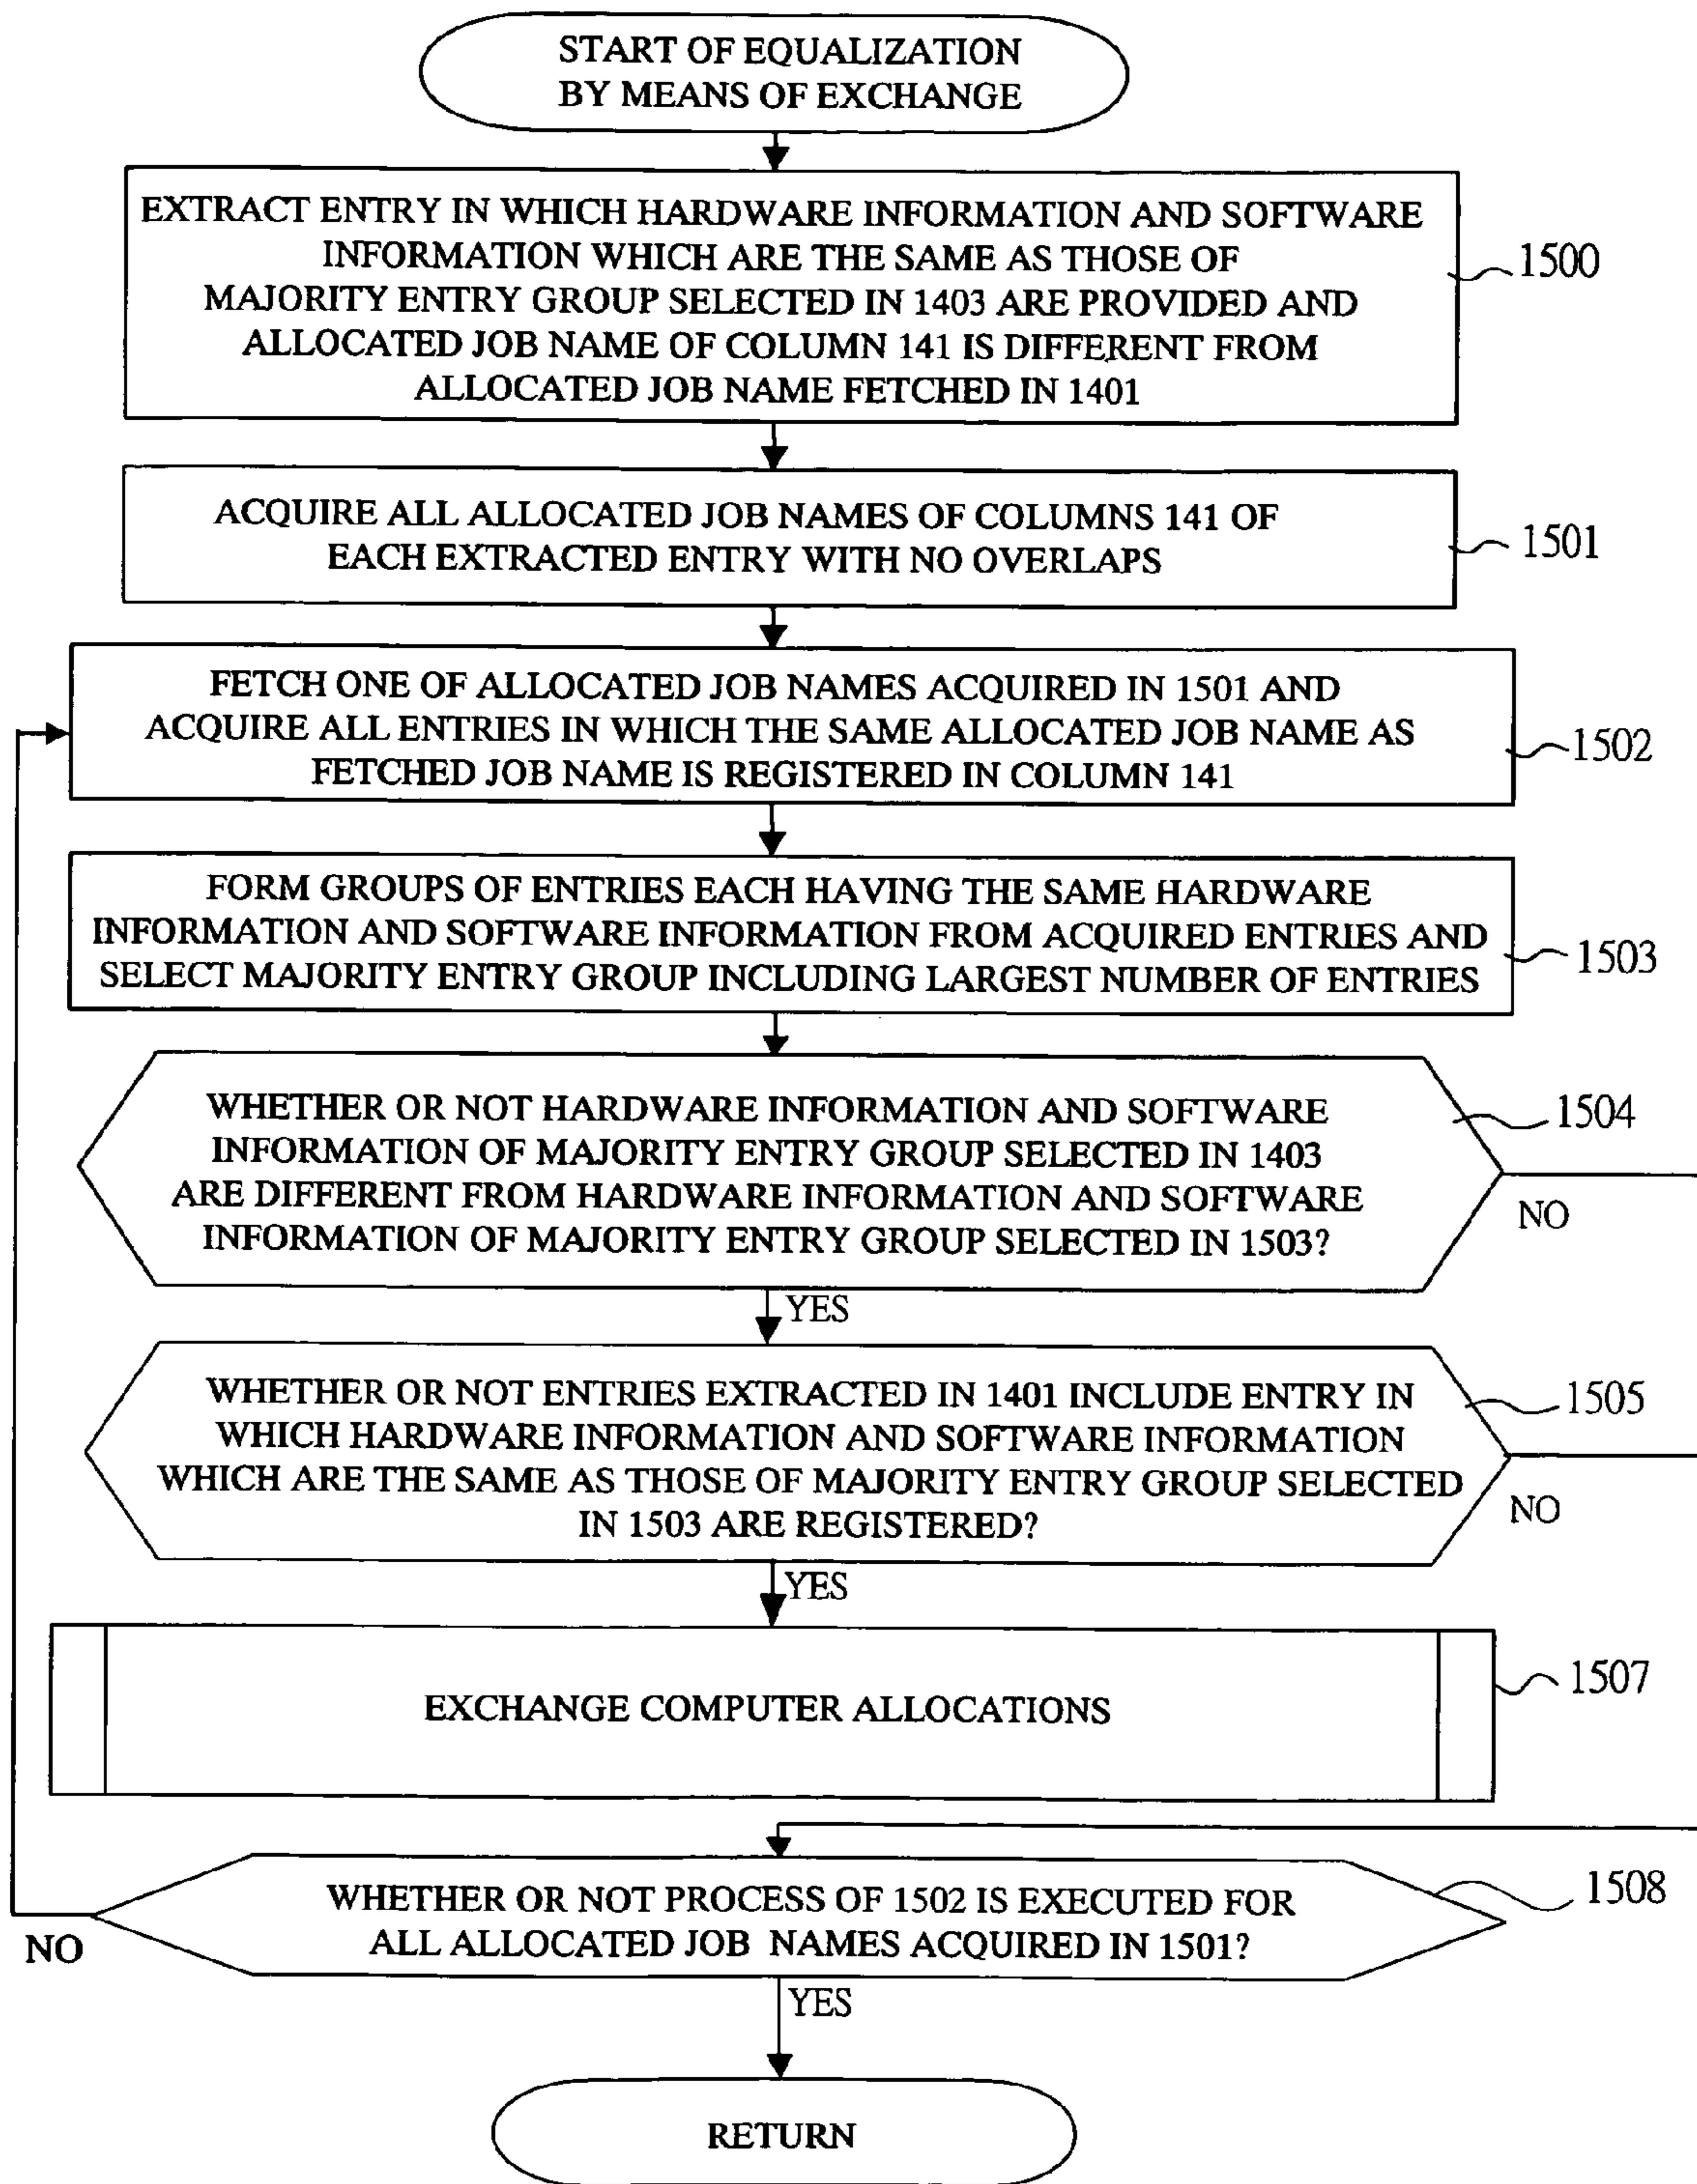 START OF EQUALIZATION
BY MEANS OF EXCHANGE
EXTRACT ENTRY IN WHICH HARDWARE INFORMATION AND SOFTWARE
INFORMATION WHICH ARE THE SAME AS THOSE OF
MAJORITY ENTRY GROUP SELECTED IN 1403 ARE PROVIDED AND
ALLOCATED JOB NAME OF COLUMN 141 IS DIFFERENT FROM
ALLOCATED JOB NAME FETCHED IN 1401
1500
ACQUIRE ALL ALLOCATED JOB NAMES OF COLUMNS 141 OF
EACH EXTRACTED ENTRY WITH NO OVERLAPS
1501
FETCH ONE OF ALLOCATED JOB NAMES ACQUIRED IN 1501 AND
ACQUIRE ALL ENTRIES IN WHICH THE SAME ALLOCATED JOB NAME AS
FETCHED JOB NAME IS REGISTERED IN COLUMN 141
1502
FORM GROUPS OF ENTRIES EACH HAVING THE SAME HARDWARE
INFORMATION AND SOFTWARE INFORMATION FROM ACQUIRED ENTRIES AND
SELECT MAJORITY ENTRY GROUP INCLUDING LARGEST NUMBER OF ENTRIES
1503
WHETHER OR NOT HARDWARE INFORMATION AND SOFTWARE
INFORMATION OF MAJORITY ENTRY GROUP SELECTED IN 1403
ARE DIFFERENT FROM HARDWARE INFORMATION AND SOFTWARE
INFORMATION OF MAJORITY ENTRY GROUP SELECTED IN 1503?
1504
NO
YES
WHETHER OR NOT ENTRIES EXTRACTED IN 1401 INCLUDE ENTRY IN
WHICH HARDWARE INFORMATION AND SOFTWARE INFORMATION
WHICH ARE THE SAME AS THOSE OF MAJORITY ENTRY GROUP SELECTED
IN 1503 ARE REGISTERED?
1505
NO
YES
EXCHANGE COMPUTER ALLOCATIONS
1507
WHETHER OR NOT PROCESS OF 1502 IS EXECUTED FOR
ALL ALLOCATED JOB NAMES ACQUIRED IN 1501?
1508
NO
YES
RETURN